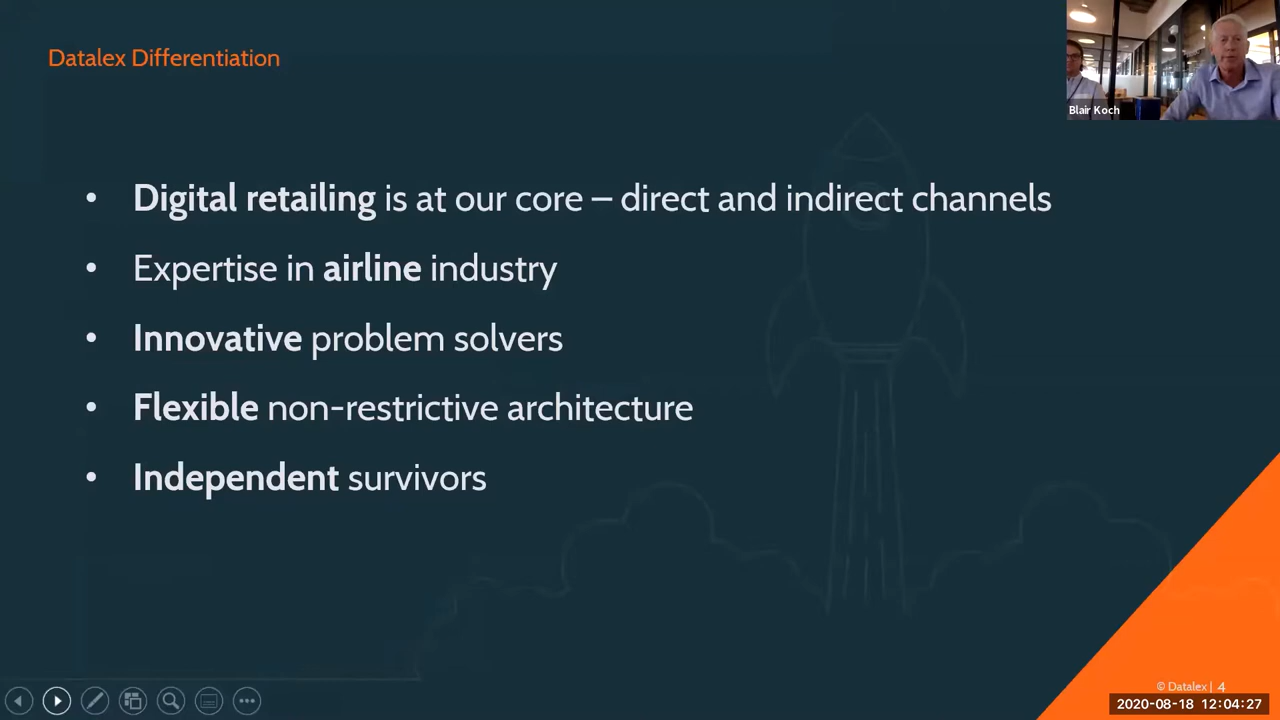 Datalex Differentiation
Blair Koch
• Digital retailing is at our core – direct and indirect channels
• Expertise in airline industry
• Innovative problem solvers
• Flexible non-restrictive architecture
• Independent survivors
© Datalex | 4
2020-08-18 12:04:27